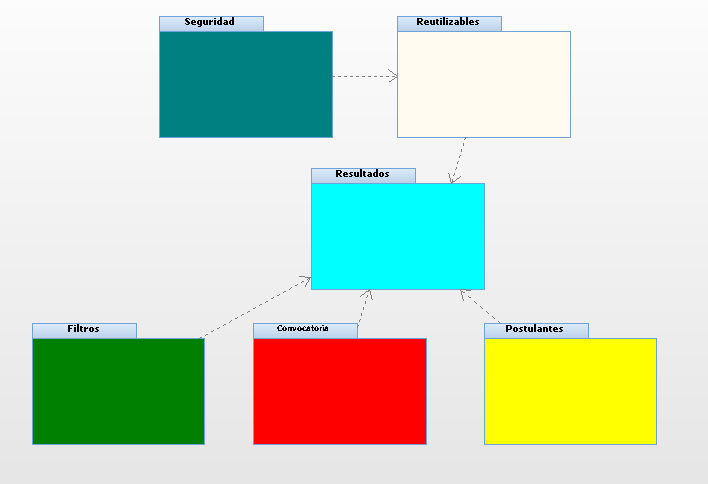 Seguridad
Reutilizables
Resultados
Filtros
Convocatoria
Postulantes